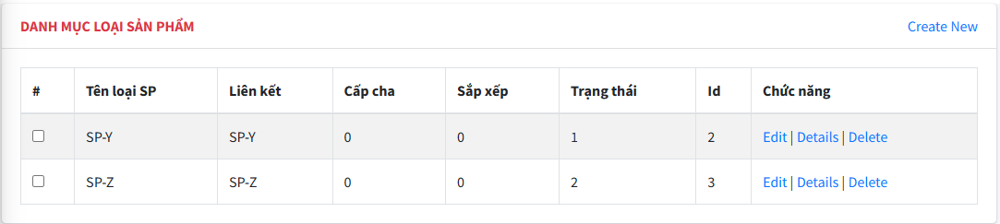 DANH MỤC LOẠI SẢN PHẨM Create New
# Tên loại SP Liên kết Cấp cha Sắp xếp Trạng thái Id Chức năng
SP-Y SP-Y 0 0 1 2 Edit | Details | Delete
SP-Z SP-Z 0 0 2 3 Edit | Details | Delete